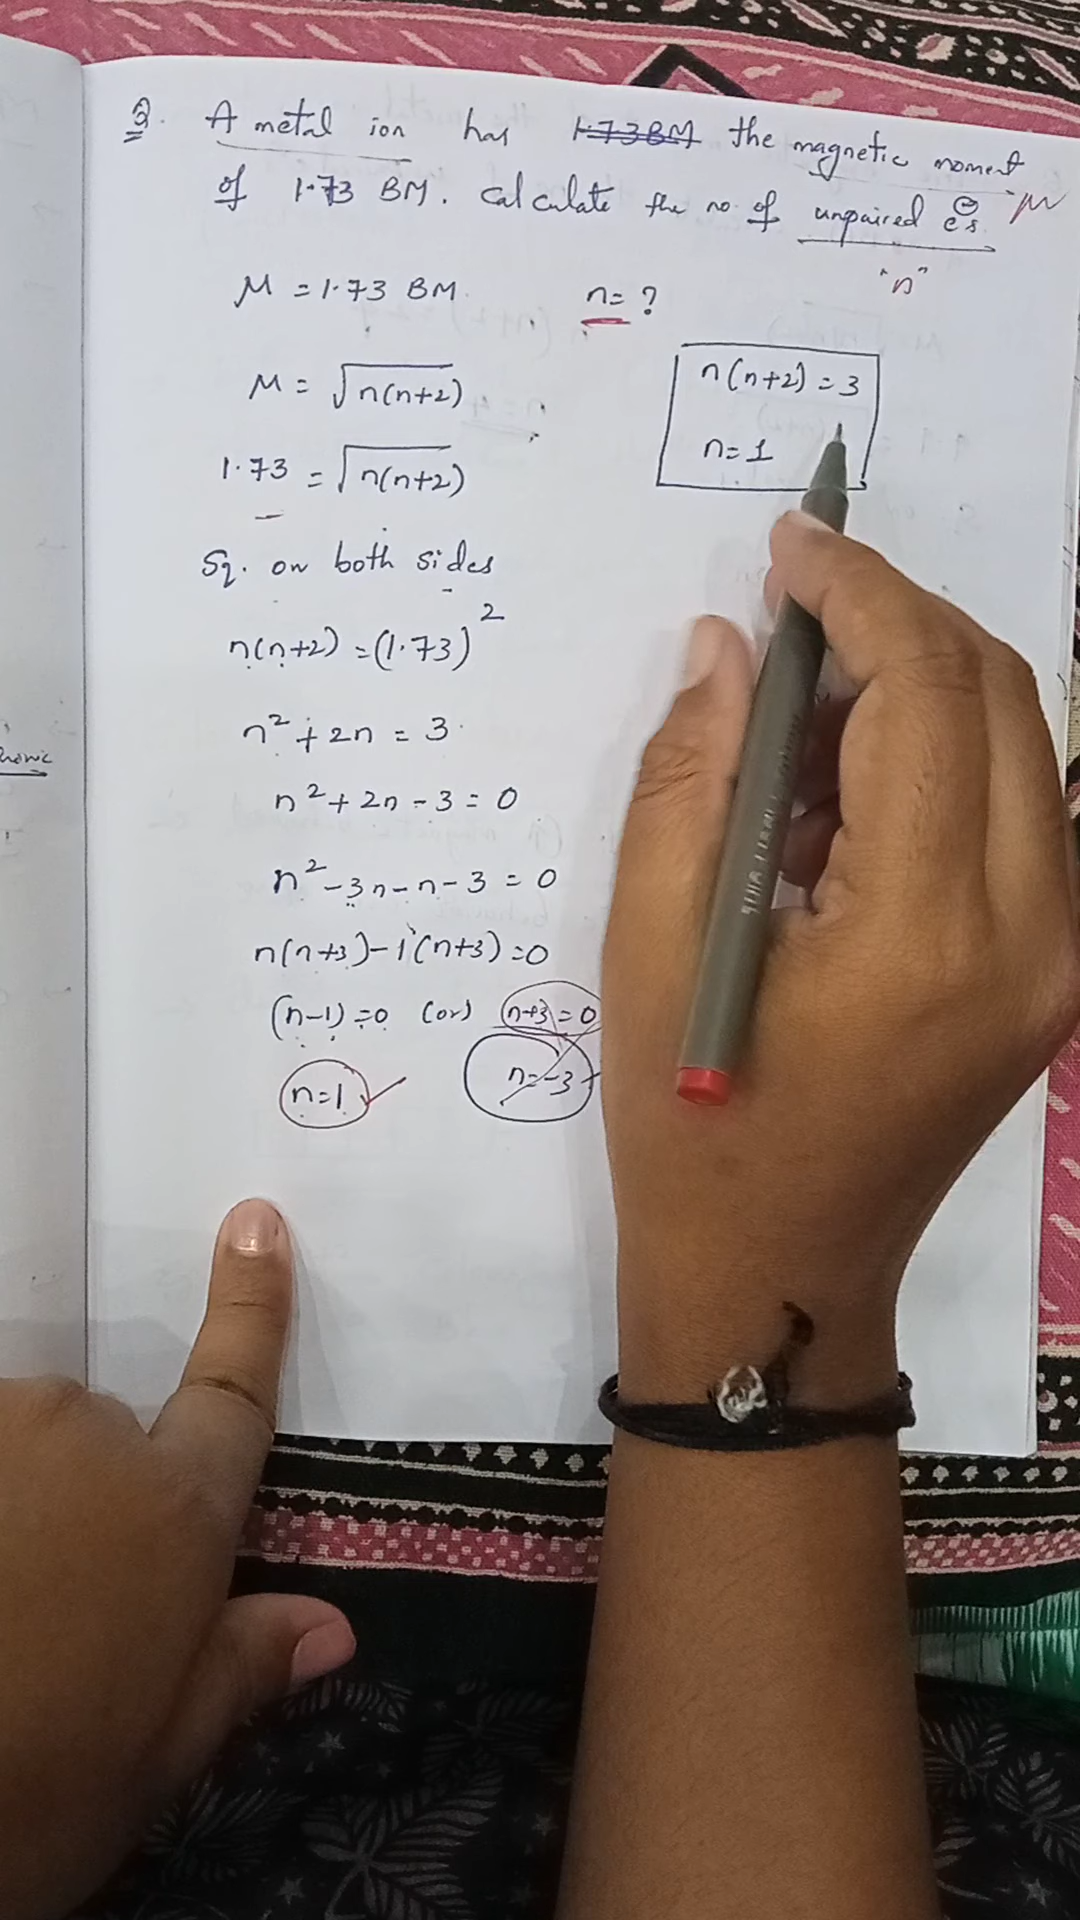 3. A metal ion has 1.73 BM the magnetic moment
of 1.73 BM. Calculate the no. of unpaired e⊖s. μ
"n"
μ = 1.73 BM. n = ?
μ = √n(n+2)
n(n+2) = 3
1.73 = √n(n+2)
n = 1
Sq. on both sides
n(n+2) = (1.73)²
n² + 2n = 3
n² + 2n - 3 = 0
n² - 3n - n - 3 = 0
n(n+3) - 1(n+3) = 0
(n-1) = 0 (or) (n+3) = 0
n = 1 n = -3